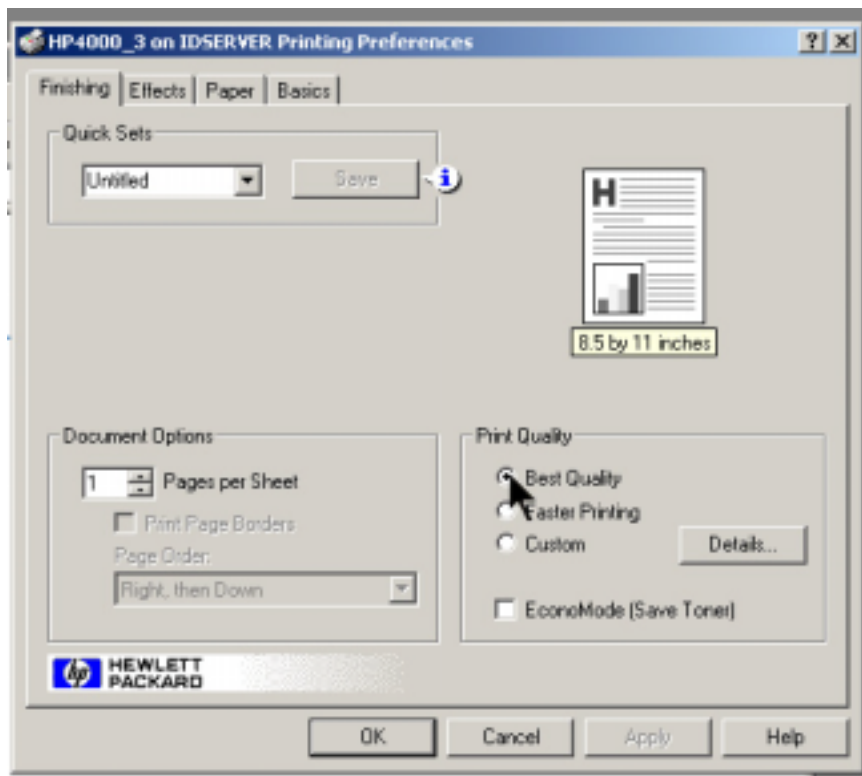 HP4000_3 on IDSERVER Printing Preferences
Finishing Effects Paper Basics
Quick Sets
Untitled Save i
H
8.5 by 11 inches
Document Options
1 Pages per Sheet
Print Page Borders
Page Order:
Right, then Down
Print Quality
Best Quality
Faster Printing
Custom Details...
EconoMode (Save Toner)
hp HEWLETT
PACKARD
OK Cancel Apply Help